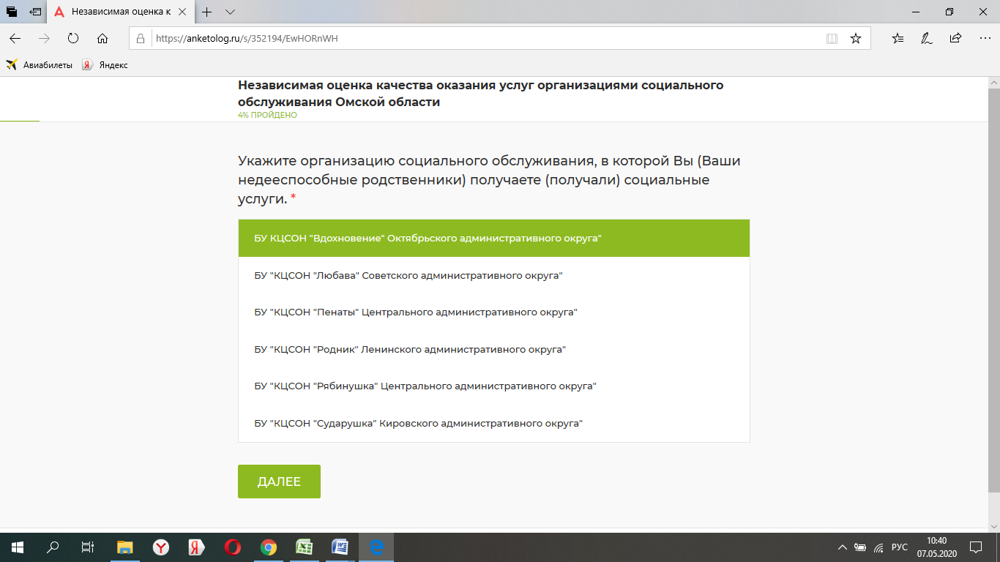 Независимая оценка к
https://anketolog.ru/s/352194/EwHORnWH
Авиабилеты
Яндекс
Независимая оценка качества оказания услуг организациями социального
обслуживания Омской области
4% ПРОЙДЕНО
Укажите организацию социального обслуживания, в которой Вы (Ваши
недееспособные родственники) получаете (получали) социальные
услуги. *
БУ КЦСОН "Вдохновение" Октябрьского административного округа"
БУ "КЦСОН "Любава" Советского административного округа"
БУ "КЦСОН "Пенаты" Центрального административного округа"
БУ "КЦСОН "Родник" Ленинского административного округа"
БУ "КЦСОН "Рябинушка" Центрального административного округа"
БУ "КЦСОН "Сударушка" Кировского административного округа"
ДАЛЕЕ
РУС
10:40
07.05.2020